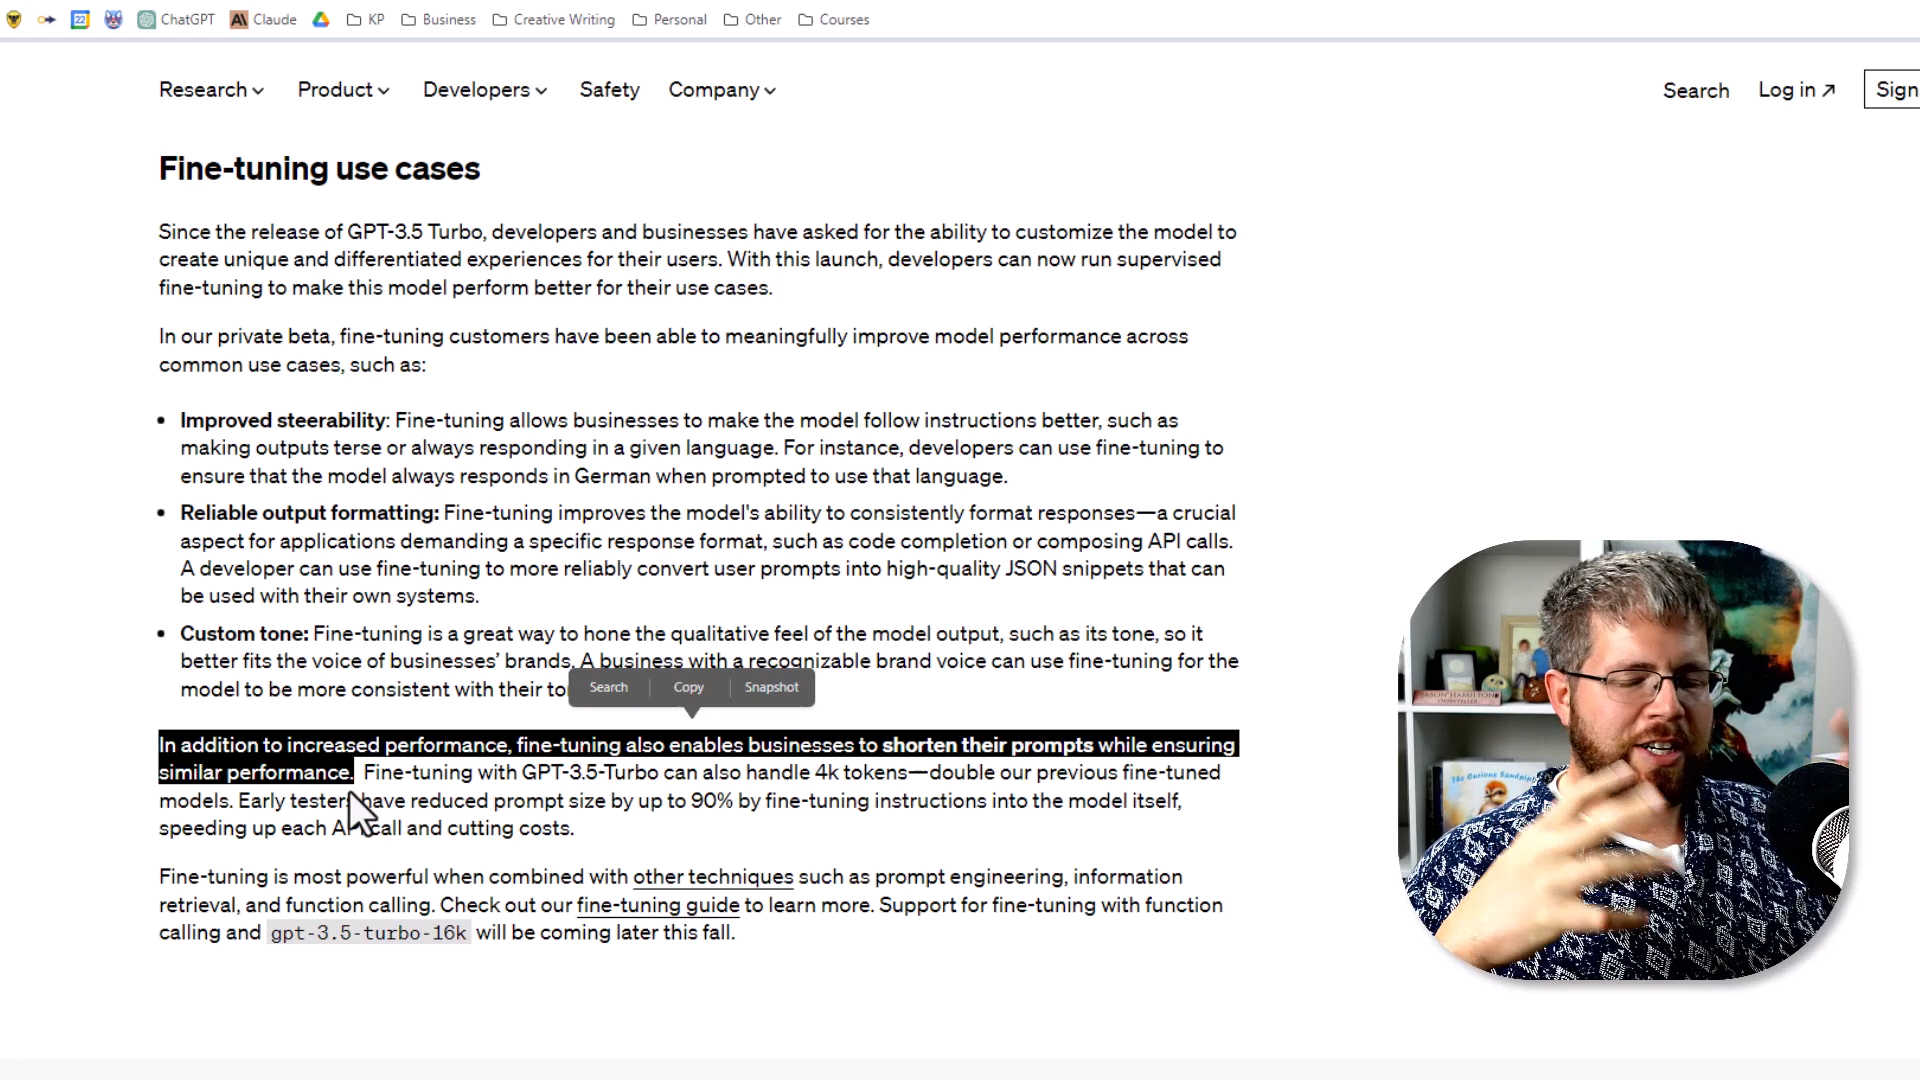 22 ChatGPT Claude KP Business Creative Writing Personal Other Courses
Research Product Developers Safety Company Search Log in ↗ Sign
Fine-tuning use cases
Since the release of GPT-3.5 Turbo, developers and businesses have asked for the ability to customize the model to
create unique and differentiated experiences for their users. With this launch, developers can now run supervised
fine-tuning to make this model perform better for their use cases.
In our private beta, fine-tuning customers have been able to meaningfully improve model performance across
common use cases, such as:
• Improved steerability: Fine-tuning allows businesses to make the model follow instructions better, such as
making outputs terse or always responding in a given language. For instance, developers can use fine-tuning to
ensure that the model always responds in German when prompted to use that language.
• Reliable output formatting: Fine-tuning improves the model's ability to consistently format responses—a crucial
aspect for applications demanding a specific response format, such as code completion or composing API calls.
A developer can use fine-tuning to more reliably convert user prompts into high-quality JSON snippets that can
be used with their own systems.
• Custom tone: Fine-tuning is a great way to hone the qualitative feel of the model output, such as its tone, so it
better fits the voice of businesses' brands. A business with a recognizable brand voice can use fine-tuning for the
model to be more consistent with their
Search Copy Snapshot
In addition to increased performance, fine-tuning also enables businesses to shorten their prompts while ensuring
similar performance. Fine-tuning with GPT-3.5-Turbo can also handle 4k tokens—double our previous fine-tuned
models. Early testers have reduced prompt size by up to 90% by fine-tuning instructions into the model itself,
speeding up each call and cutting costs.
Fine-tuning is most powerful when combined with other techniques such as prompt engineering, information
retrieval, and function calling. Check out our fine-tuning guide to learn more. Support for fine-tuning with function
calling and gpt-3.5-turbo-16k will be coming later this fall.
JASON HAMILTON
The Curious Sandpiper